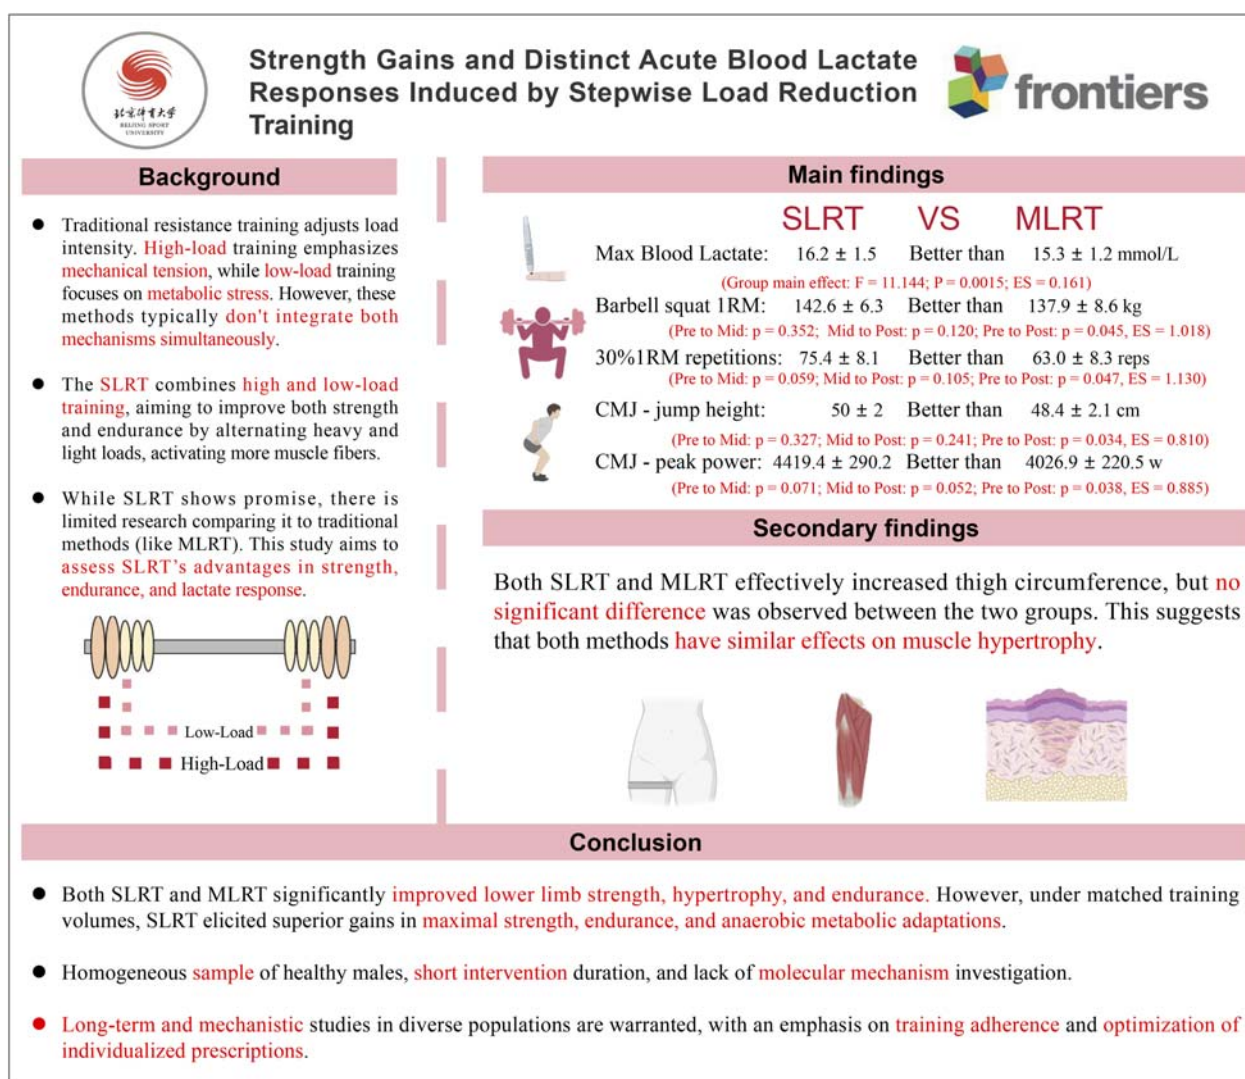 Strength Gains and Distinct Acute Blood Lactate
Responses Induced by Stepwise Load Reduction
Training
北京体育大学
BEIJING SPORT
UNIVERSITY
frontiers
Background
Traditional resistance training adjusts load
intensity. High-load training emphasizes
mechanical tension, while low-load training
focuses on metabolic stress. However, these
methods typically don't integrate both
mechanisms simultaneously.
The SLRT combines high and low-load
training, aiming to improve both strength
and endurance by alternating heavy and
light loads, activating more muscle fibers.
While SLRT shows promise, there is
limited research comparing it to traditional
methods (like MLRT). This study aims to
assess SLRT's advantages in strength,
endurance, and lactate response.
Low-Load
High-Load
Main findings
SLRT VS MLRT
Max Blood Lactate: 16.2 ± 1.5 Better than 15.3 ± 1.2 mmol/L
(Group main effect: F = 11.144; P = 0.0015; ES = 0.161)
Barbell squat 1RM: 142.6 ± 6.3 Better than 137.9 ± 8.6 kg
(Pre to Mid: p = 0.352; Mid to Post: p = 0.120; Pre to Post: p = 0.045, ES = 1.018)
30%1RM repetitions: 75.4 ± 8.1 Better than 63.0 ± 8.3 reps
(Pre to Mid: p = 0.059; Mid to Post: p = 0.105; Pre to Post: p = 0.047, ES = 1.130)
CMJ - jump height: 50 ± 2 Better than 48.4 ± 2.1 cm
(Pre to Mid: p = 0.327; Mid to Post: p = 0.241; Pre to Post: p = 0.034, ES = 0.810)
CMJ - peak power: 4419.4 ± 290.2 Better than 4026.9 ± 220.5 w
(Pre to Mid: p = 0.071; Mid to Post: p = 0.052; Pre to Post: p = 0.038, ES = 0.885)
Secondary findings
Both SLRT and MLRT effectively increased thigh circumference, but no
significant difference was observed between the two groups. This suggests
that both methods have similar effects on muscle hypertrophy.
Conclusion
Both SLRT and MLRT significantly improved lower limb strength, hypertrophy, and endurance. However, under matched training
volumes, SLRT elicited superior gains in maximal strength, endurance, and anaerobic metabolic adaptations.
Homogeneous sample of healthy males, short intervention duration, and lack of molecular mechanism investigation.
Long-term and mechanistic studies in diverse populations are warranted, with an emphasis on training adherence and optimization of
individualized prescriptions.